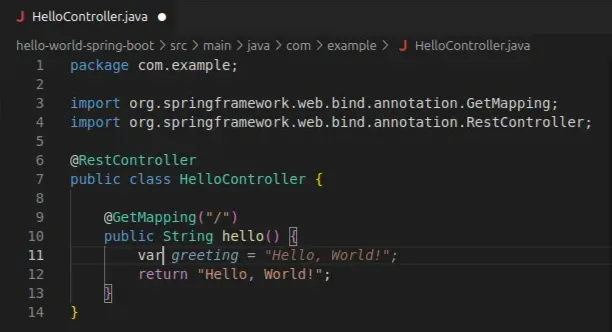 J HelloController.java ●
hello-world-spring-boot > src > main > java > com > example > J HelloController.java
1 package com.example;
2
3 import org.springframework.web.bind.annotation.GetMapping;
4 import org.springframework.web.bind.annotation.RestController;
5
6 @RestController
7 public class HelloController {
8
9     @GetMapping("/")
10     public String hello() {
11         var greeting = "Hello, World!";
12         return "Hello, World!";
13     }
14 }